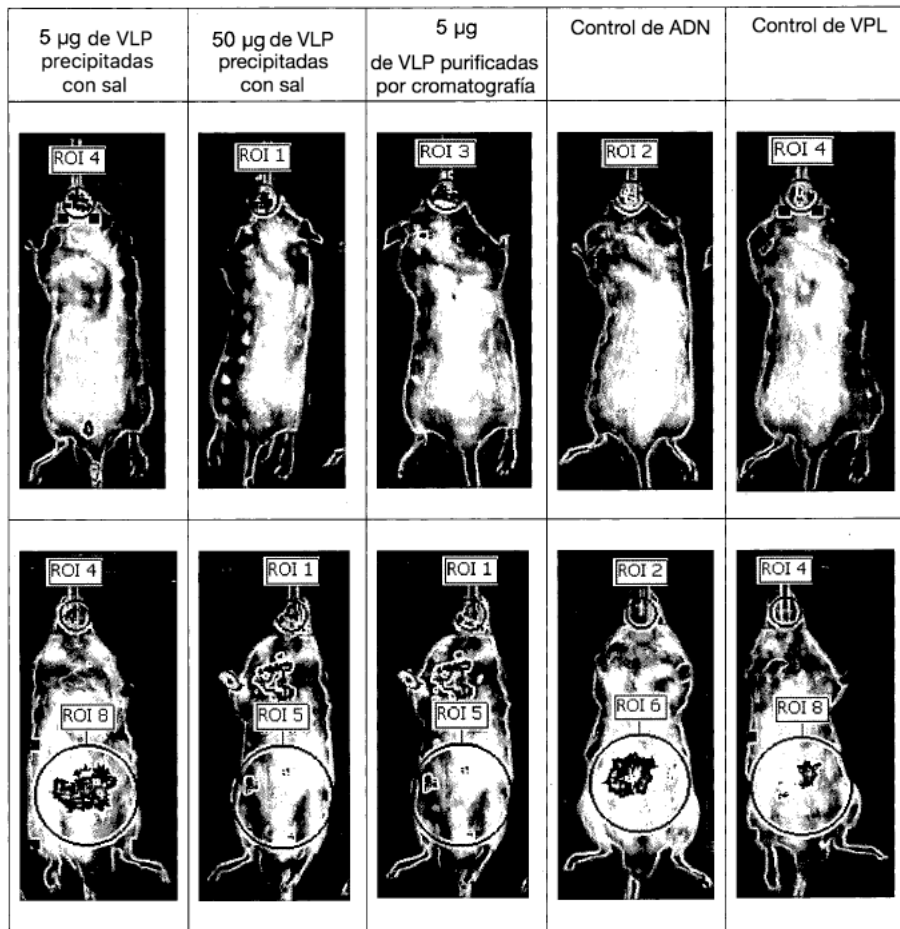 5 µg de VLP
precipitadas
con sal
50 µg de VLP
precipitadas
con sal
5 µg
de VLP purificadas
por cromatografía
Control de ADN
Control de VPL
ROI 4
ROI 1
ROI 3
ROI 2
ROI 4
ROI 4
ROI 1
ROI 1
ROI 2
ROI 4
ROI 8
ROI 5
ROI 5
ROI 6
ROI 8